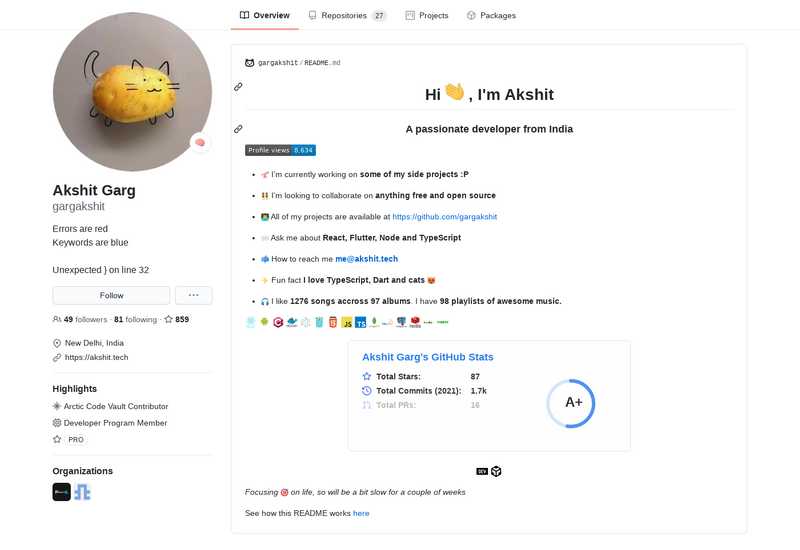 Overview
Repositories 27
Projects
Packages
Akshit Garg
gargakshit
Errors are red
Keywords are blue
Unexpected } on line 32
Follow
49 followers · 81 following · 859
New Delhi, India
https://akshit.tech
Highlights
Arctic Code Vault Contributor
Developer Program Member
PRO
Organizations
gargakshit / README.md
Hi 👋 , I'm Akshit
A passionate developer from India
Profile views 8,634
I'm currently working on some of my side projects :P
I'm looking to collaborate on anything free and open source
All of my projects are available at https://github.com/gargakshit
Ask me about React, Flutter, Node and TypeScript
How to reach me me@akshit.tech
Fun fact I love TypeScript, Dart and cats 😻
I like 1276 songs accross 97 albums. I have 98 playlists of awesome music.
JS TS
Akshit Garg's GitHub Stats
Total Stars: 87
Total Commits (2021): 1.7k
Total PRs: 16
A+
DEV
Focusing 🎯 on life, so will be a bit slow for a couple of weeks
See how this README works here